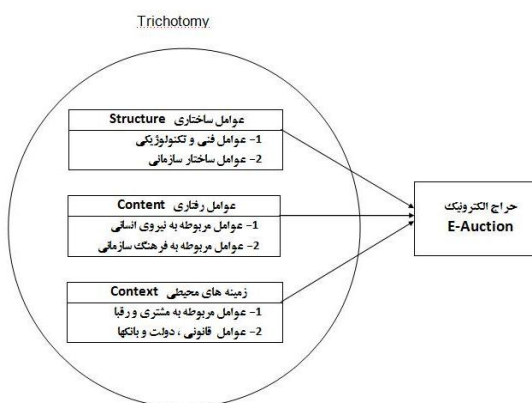 Trichotomy
عوامل ساختاری Structure
1- عوامل فنی و تکنولوژیکی
2- عوامل ساختار سازمانی
عوامل رفتاری Content
1- عوامل مربوطه به نیروی انسانی
2- عوامل مربوطه به فرهنگ سازمانی
زمینه های محیطی Context
1- عوامل مربوطه به مشتری و رقبا
2- عوامل قانونی ، دولت و بانکها
حراج الکترونیک
E-Auction